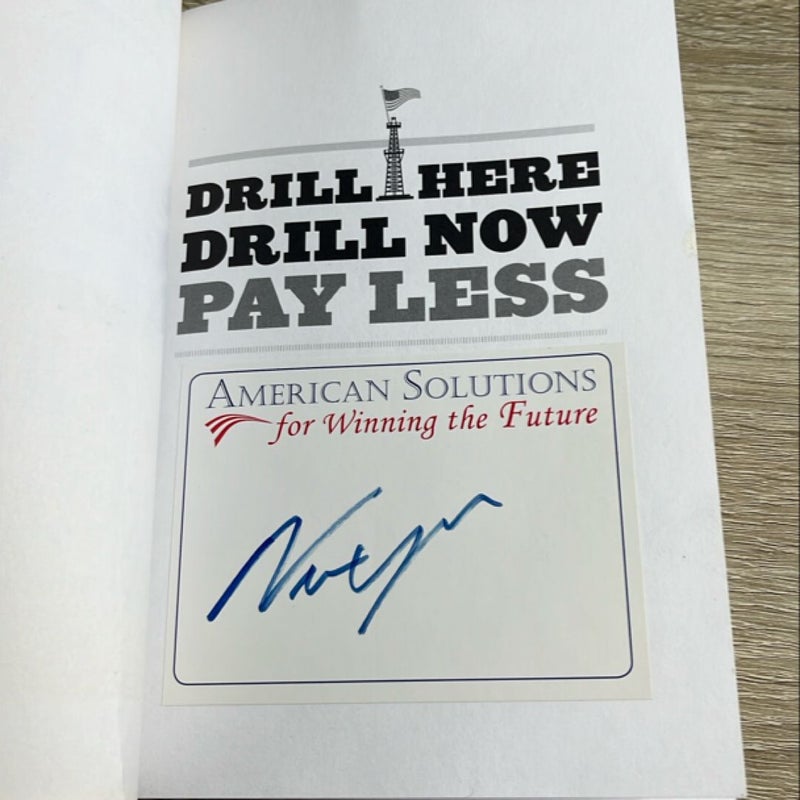 DRILL HERE
DRILL NOW
PAY LESS
AMERICAN SOLUTIONS
for Winning the Future